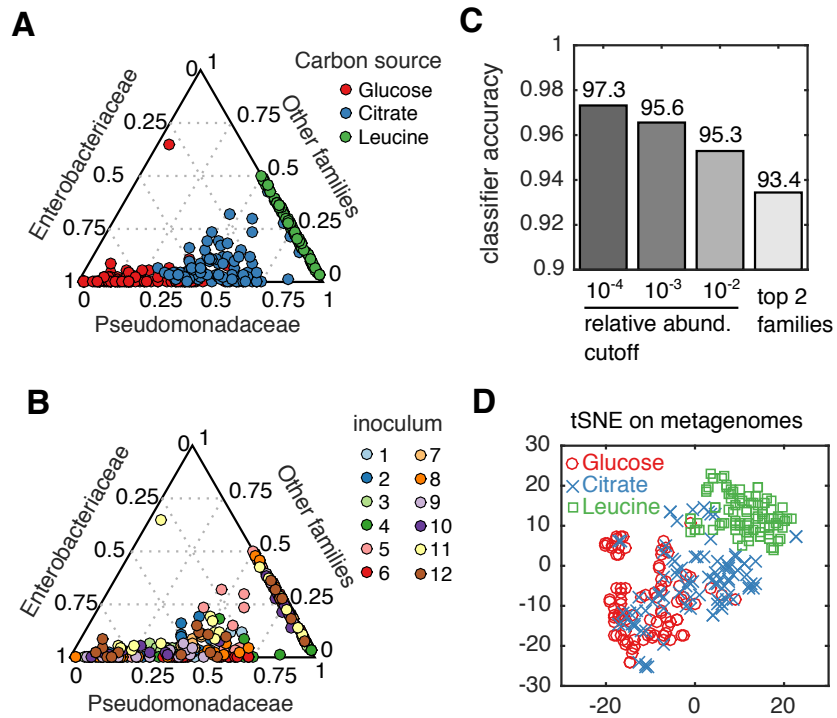 A
Carbon source
Glucose
Citrate
Leucine
Enterobacteriaceae
Other families
Pseudomonadaceae
0 1
0.25 0.75
0.5 0.5
0.75 0.25
1 0
0 0.25 0.5 0.75 1
B
inoculum
1 7
2 8
3 9
4 10
5 11
6 12
Enterobacteriaceae
Other families
Pseudomonadaceae
0 1
0.25 0.75
0.5 0.5
0.75 0.25
1 0
0 0.25 0.5 0.75 1
C
classifier accuracy
1
0.98
0.96
0.94
0.92
0.9
97.3
95.6
95.3
93.4
10-4 10-3 10-2
relative abund.
cutoff
top 2
families
D
tSNE on metagenomes
Glucose
Citrate
Leucine
30
20
10
0
-10
-20
-30
-20 0 20